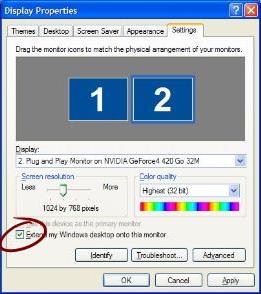 Display Properties
Themes Desktop Screen Saver Appearance Settings
Drag the monitor icons to match the physical arrangement of your monitors.
1 2
Display:
2. Plug and Play Monitor on NVIDIA GeForce4 420 Go 32M
Screen resolution
Less More
1024 by 768 pixels
Color quality
Highest (32 bit)
Use this device as the primary monitor.
Extend my Windows desktop onto this monitor.
Identify Troubleshoot... Advanced
OK Cancel Apply